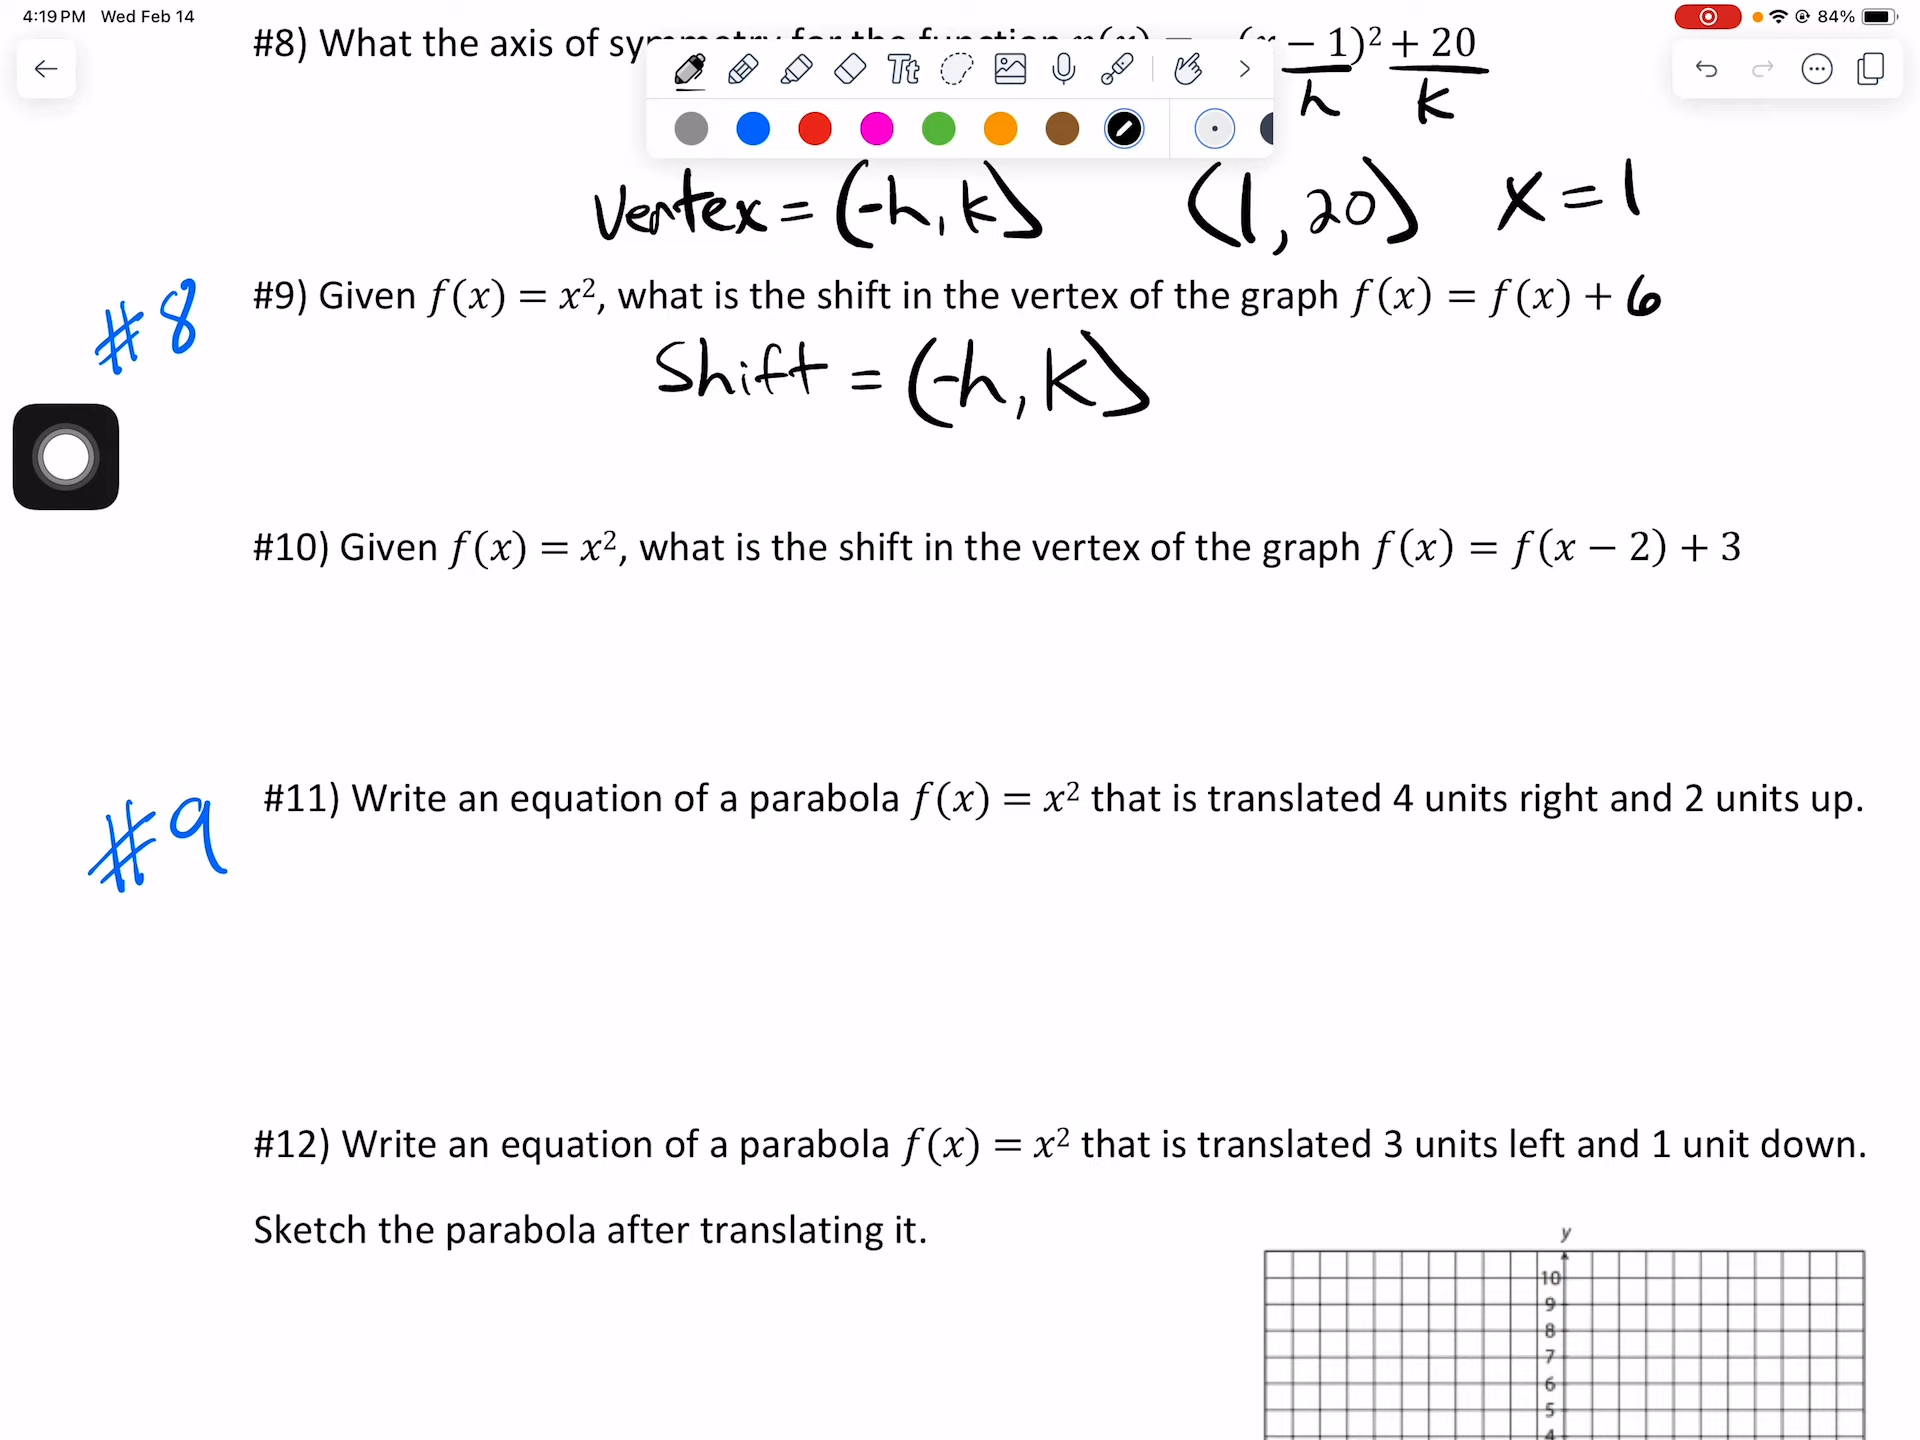 4:19 PM Wed Feb 14
84%
#8) What the axis of − 1)² + 20
h k
Tt
Vertex = (-h, k) (1, 20) x = 1
#8
#9) Given f(x) = x², what is the shift in the vertex of the graph f(x) = f(x) + 6
Shift = (-h, k)
#10) Given f(x) = x², what is the shift in the vertex of the graph f(x) = f(x − 2) + 3
#9
#11) Write an equation of a parabola f(x) = x² that is translated 4 units right and 2 units up.
#12) Write an equation of a parabola f(x) = x² that is translated 3 units left and 1 unit down.
Sketch the parabola after translating it.
y
10
9
8
7
6
5
4